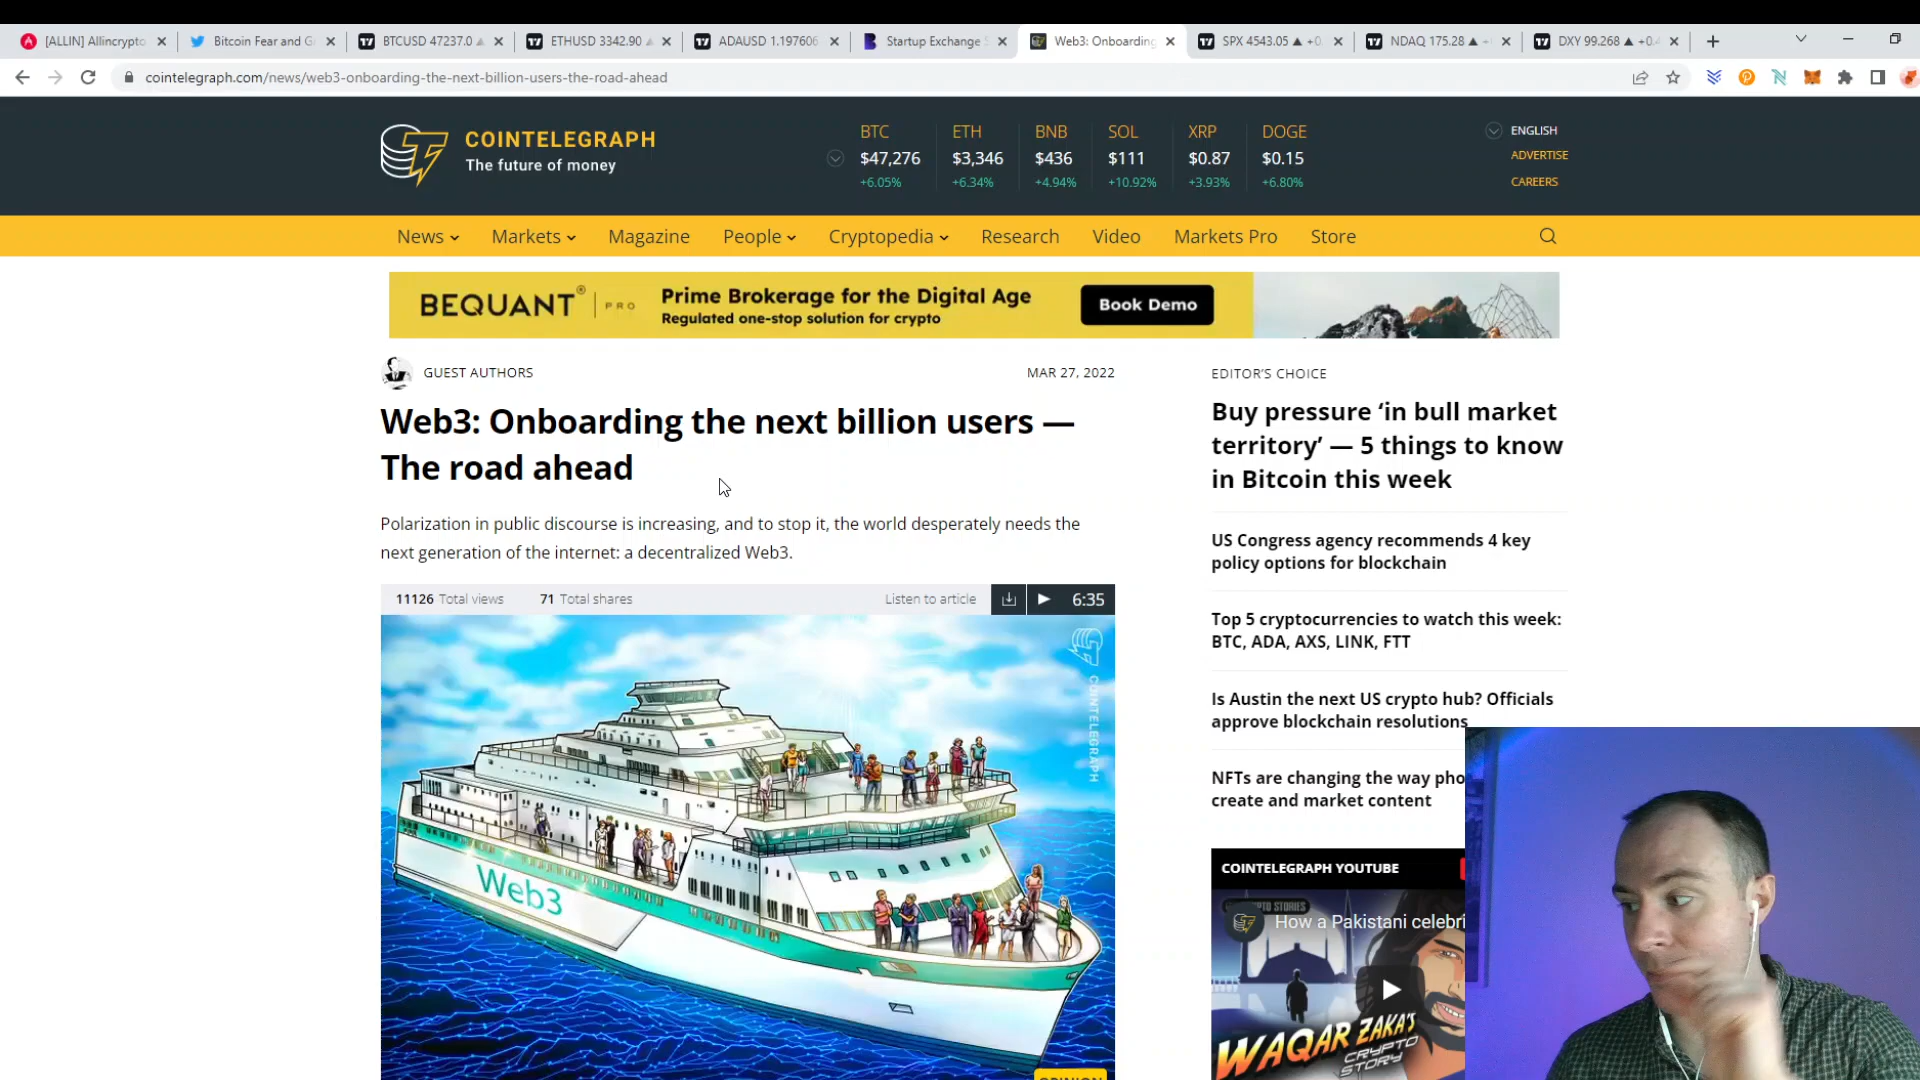 [ALLIN] Allincrypto
Bitcoin Fear and G
BTCUSD 47237.0
ETHUSD 3342.90
ADAUSD 1.197606
Startup Exchange
Web3: Onboarding
SPX 4543.05 ▲ +0
NDAQ 175.28 ▲
DXY 99.268 ▲ +0.
cointelegraph.com/news/web3-onboarding-the-next-billion-users-the-road-ahead
COINTELEGRAPH
The future of money
BTC ETH BNB SOL XRP DOGE
$47,276 $3,346 $436 $111 $0.87 $0.15
+6.05% +6.34% +4.94% +10.92% +3.93% +6.80%
ENGLISH
ADVERTISE
CAREERS
News Markets Magazine People Cryptopedia Research Video Markets Pro Store
BEQUANT® PRO
Prime Brokerage for the Digital Age
Regulated one-stop solution for crypto
Book Demo
GUEST AUTHORS
MAR 27, 2022
Web3: Onboarding the next billion users —
The road ahead
Polarization in public discourse is increasing, and to stop it, the world desperately needs the
next generation of the internet: a decentralized Web3.
11126 Total views 71 Total shares
Listen to article
6:35
COINTELEGRAPH
Web3
EDITOR'S CHOICE
Buy pressure ‘in bull market
territory’ — 5 things to know
in Bitcoin this week
US Congress agency recommends 4 key
policy options for blockchain
Top 5 cryptocurrencies to watch this week:
BTC, ADA, AXS, LINK, FTT
Is Austin the next US crypto hub? Officials
approve blockchain resolutions
NFTs are changing the way pho
create and market content
COINTELEGRAPH YOUTUBE
How a Pakistani celebri
WAQAR ZAKA'S
CRYPTO
STORY